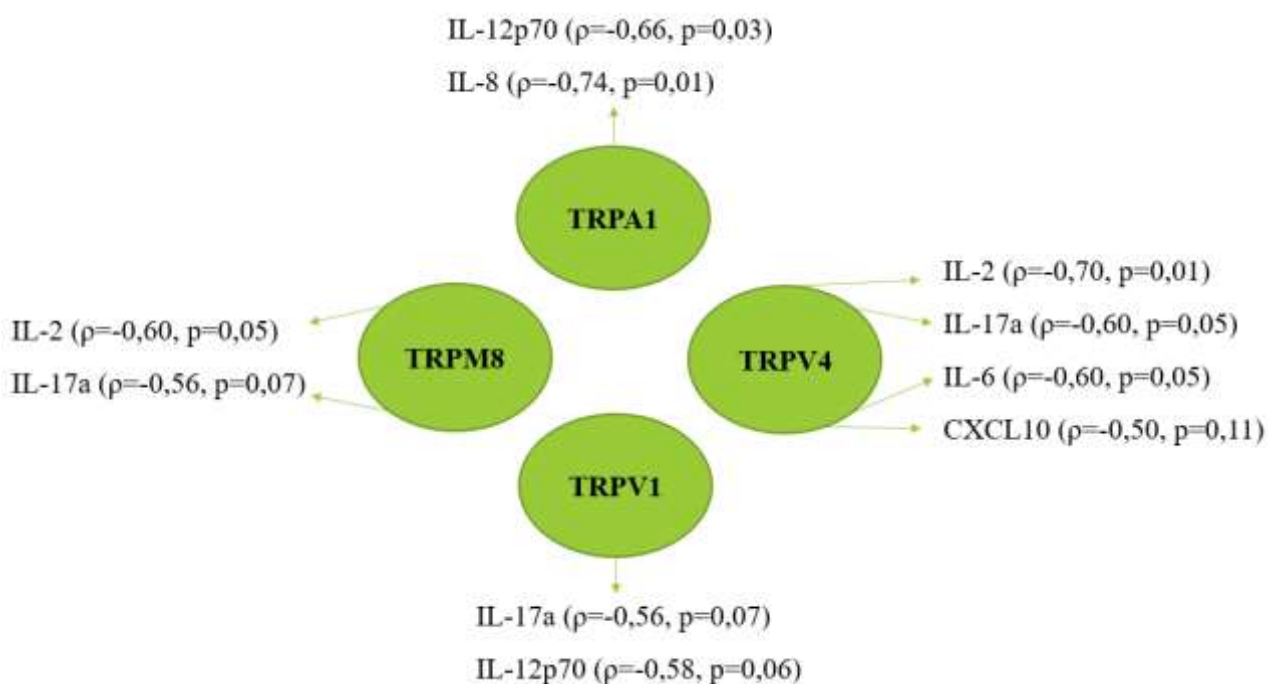 IL-12p70 (ρ=-0,66, p=0,03)
IL-8 (ρ=-0,74, p=0,01)
TRPA1
IL-2 (ρ=-0,60, p=0,05)
IL-17a (ρ=-0,56, p=0,07)
TRPM8
TRPV4
IL-2 (ρ=-0,70, p=0,01)
IL-17a (ρ=-0,60, p=0,05)
IL-6 (ρ=-0,60, p=0,05)
CXCL10 (ρ=-0,50, p=0,11)
TRPV1
IL-17a (ρ=-0,56, p=0,07)
IL-12p70 (ρ=-0,58, p=0,06)